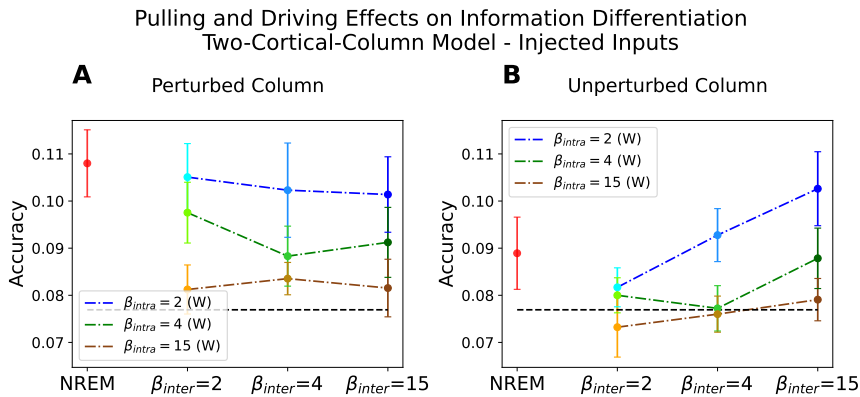 Pulling and Driving Effects on Information Differentiation
Two-Cortical-Column Model - Injected Inputs
A
Perturbed Column
Accuracy
0.11
0.10
0.09
0.08
0.07
β_intra = 2 (W)
β_intra = 4 (W)
β_intra = 15 (W)
NREM
β_inter=2
β_inter=4
β_inter=15
B
Unperturbed Column
Accuracy
0.11
0.10
0.09
0.08
0.07
β_intra = 2 (W)
β_intra = 4 (W)
β_intra = 15 (W)
NREM
β_inter=2
β_inter=4
β_inter=15